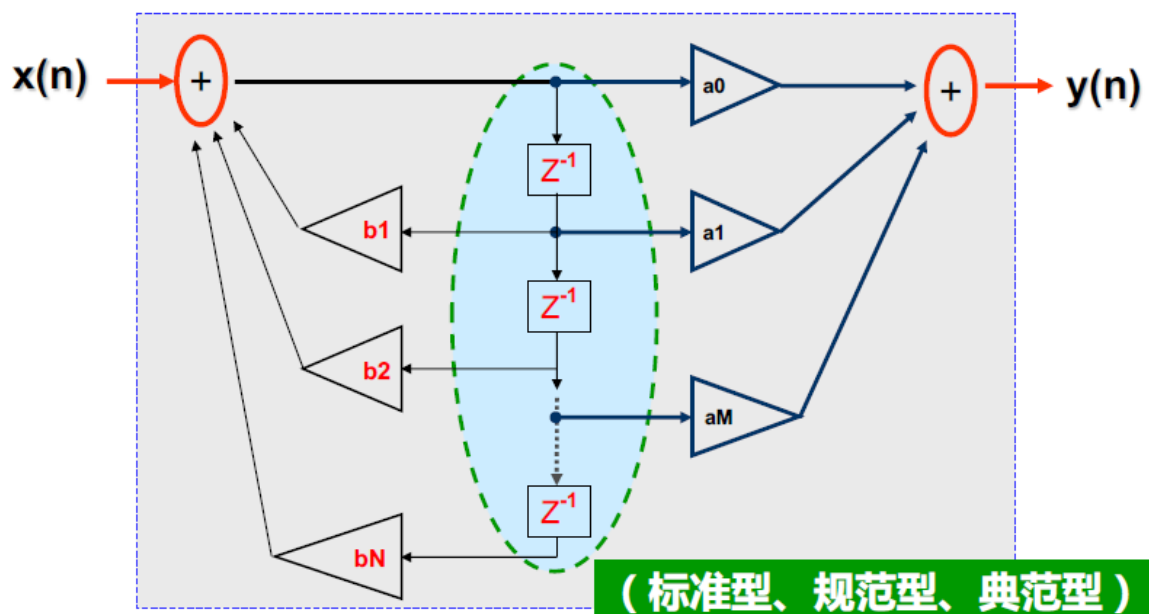 x(n)
+
a0
+
y(n)
Z⁻¹
b1
a1
Z⁻¹
b2
aM
Z⁻¹
bN
（标准型、规范型、典范型）